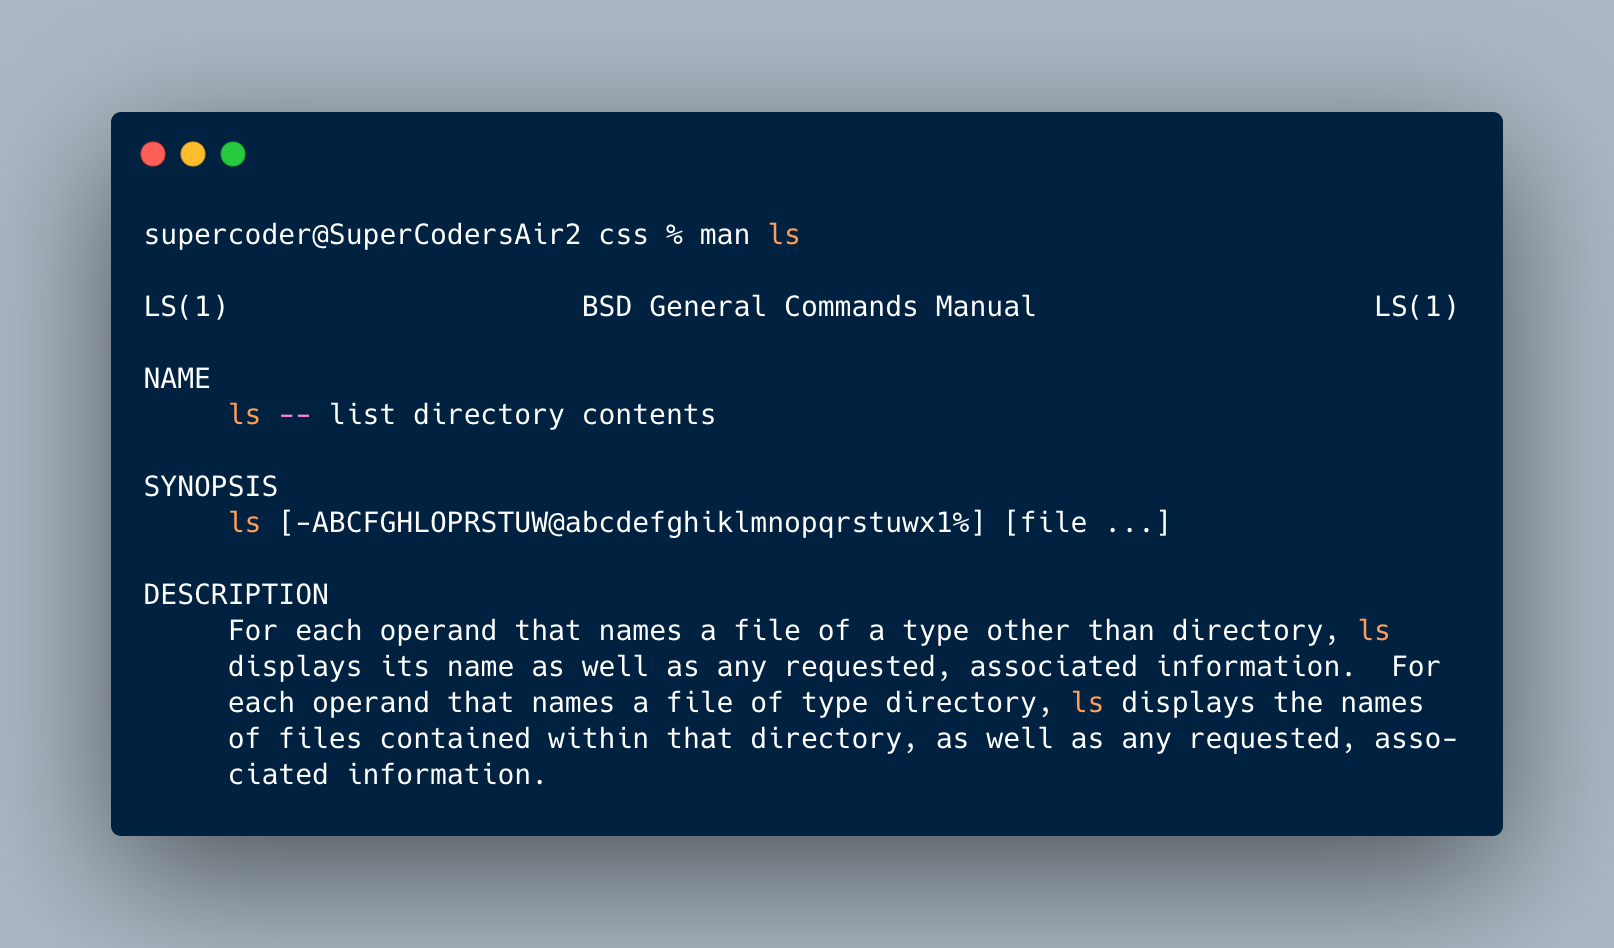 supercoder@SuperCodersAir2 css % man ls
LS(1) BSD General Commands Manual LS(1)
NAME
ls -- list directory contents
SYNOPSIS
ls [-ABCFGHLOPRSTUW@abcdefghiklmnopqrstuwx1%] [file ...]
DESCRIPTION
For each operand that names a file of a type other than directory, ls
displays its name as well as any requested, associated information. For
each operand that names a file of type directory, ls displays the names
of files contained within that directory, as well as any requested, asso-
ciated information.